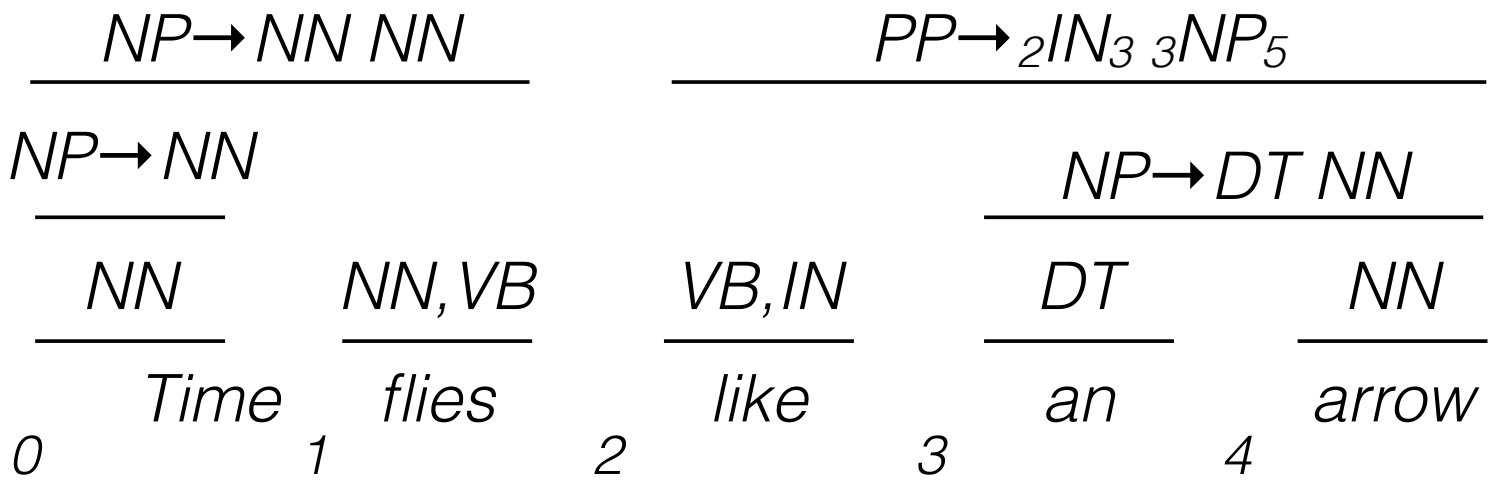 NP→NN NN PP→₂IN₃ ₃NP₅
NP→NN NP→DT NN
NN NN,VB VB,IN DT NN
Time flies like an arrow
0 1 2 3 4